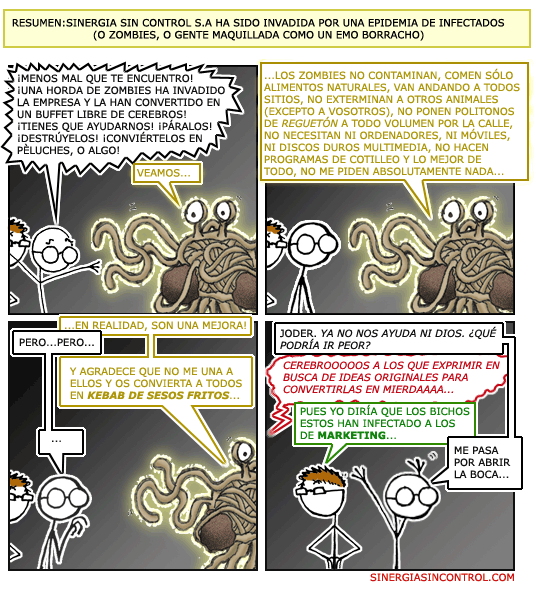 RESUMEN:SINERGIA SIN CONTROL S.A HA SIDO INVADIDA POR UNA EPIDEMIA DE INFECTADOS
(O ZOMBIES, O GENTE MAQUILLADA COMO UN EMO BORRACHO)
¡MENOS MAL QUE TE ENCUENTRO!
¡UNA HORDA DE ZOMBIES HA INVADIDO
LA EMPRESA Y LA HAN CONVERTIDO EN
UN BUFFET LIBRE DE CEREBROS!
¡TIENES QUE AYUDARNOS! ¡PÁRALOS!
¡DESTRÚYELOS! ¡CONVIÉRTELOS EN
PÈLUCHES, O ALGO!
VEAMOS...
...LOS ZOMBIES NO CONTAMINAN, COMEN SÓLO
ALIMENTOS NATURALES, VAN ANDANDO A TODOS
SITIOS, NO EXTERMINAN A OTROS ANIMALES
(EXCEPTO A VOSOTROS), NO PONEN POLITONOS
DE REGUETÓN A TODO VOLUMEN POR LA CALLE,
NO NECESITAN NI ORDENADORES, NI MÓVILES,
NI DISCOS DUROS MULTIMEDIA, NO HACEN
PROGRAMAS DE COTILLEO Y LO MEJOR DE
TODO, NO ME PIDEN ABSOLUTAMENTE NADA...
...EN REALIDAD, SON UNA MEJORA!
PERO...PERO...
Y AGRADECE QUE NO ME UNA A
ELLOS Y OS CONVIERTA A TODOS
EN KEBAB DE SESOS FRITOS...
...
JODER. YA NO NOS AYUDA NI DIOS. ¿QUÉ
PODRÍA IR PEOR?
CEREBROOOOOS A LOS QUE EXPRIMIR EN
BUSCA DE IDEAS ORIGINALES PARA
CONVERTIRLAS EN MIERDAAAA...
PUES YO DIRÍA QUE LOS BICHOS
ESTOS HAN INFECTADO A LOS
DE MARKETING...
ME PASA
POR ABRIR
LA BOCA...
SINERGIASINCONTROL.COM